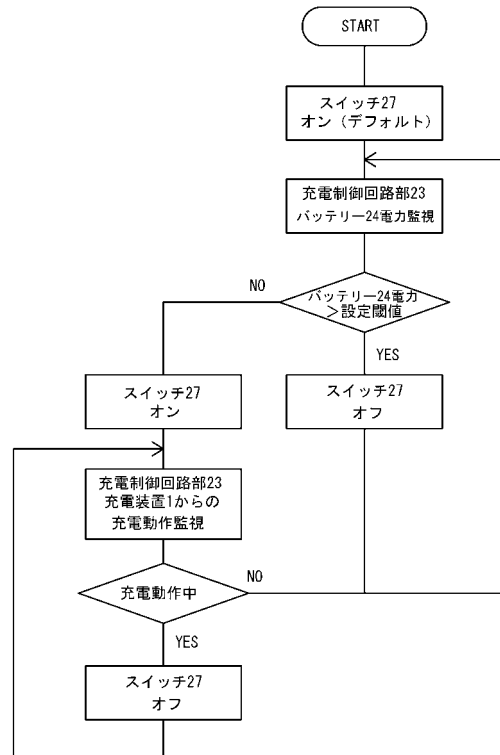 START
スイッチ27
オン（デフォルト）
充電制御回路部23
バッテリー24電力監視
バッテリー24電力
＞設定閾値
NO
YES
スイッチ27
オン
スイッチ27
オフ
充電制御回路部23
充電装置1からの
充電動作監視
充電動作中
NO
YES
スイッチ27
オフ